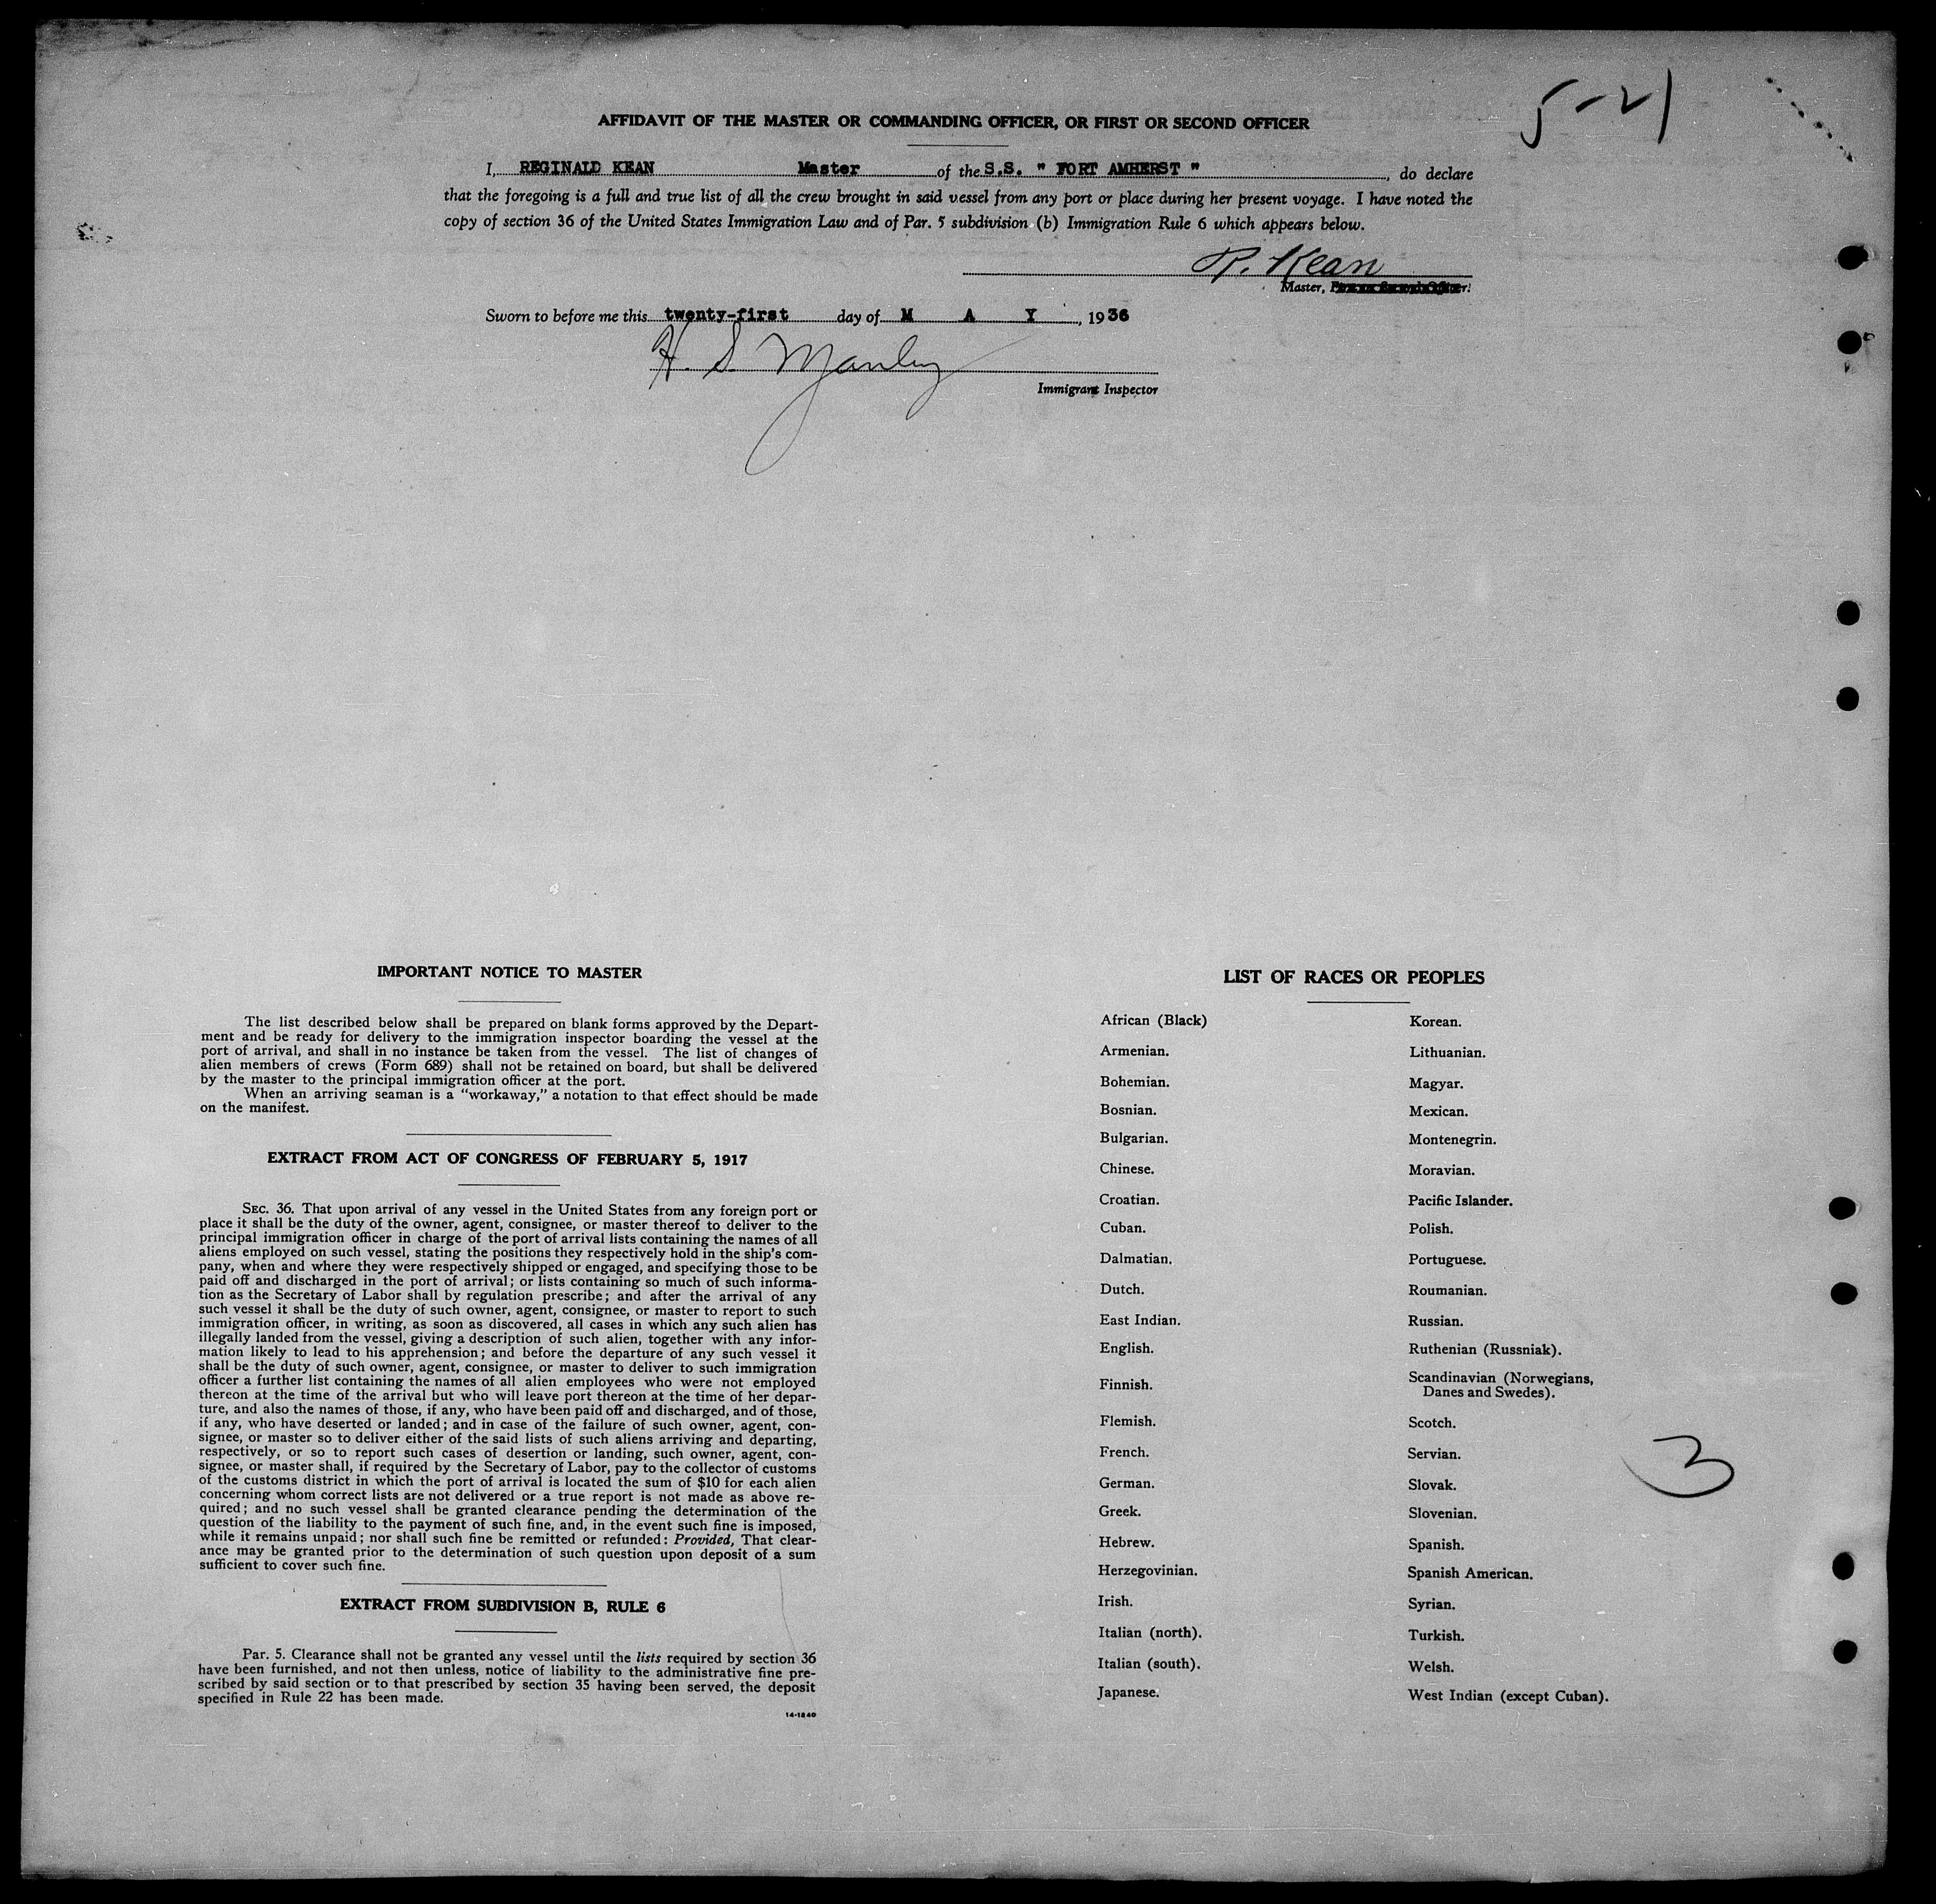 5-21
AFFIDAVIT OF THE MASTER OR COMMANDING OFFICER, OR FIRST OR SECOND OFFICER
I, REGINALD KEAN Master of the S.S. " FORT AMHERST ", do declare
that the foregoing is a full and true list of all the crew brought in said vessel from any port or place during her present voyage. I have noted the
copy of section 36 of the United States Immigration Law and of Par. 5 subdivision (b) Immigration Rule 6 which appears below.
R. Kean
Master,
Sworn to before me this twenty-first day of M A Y, 1936
H. S. Manley
Immigrant Inspector
IMPORTANT NOTICE TO MASTER
The list described below shall be prepared on blank forms approved by the Depart-
ment and be ready for delivery to the immigration inspector boarding the vessel at the
port of arrival, and shall in no instance be taken from the vessel. The list of changes of
alien members of crews (Form 689) shall not be retained on board, but shall be delivered
by the master to the principal immigration officer at the port.
When an arriving seaman is a "workaway," a notation to that effect should be made
on the manifest.
EXTRACT FROM ACT OF CONGRESS OF FEBRUARY 5, 1917
SEC. 36. That upon arrival of any vessel in the United States from any foreign port or
place it shall be the duty of the owner, agent, consignee, or master thereof to deliver to the
principal immigration officer in charge of the port of arrival lists containing the names of all
aliens employed on such vessel, stating the positions they respectively hold in the ship's com-
pany, when and where they were respectively shipped or engaged, and specifying those to be
paid off and discharged in the port of arrival; or lists containing so much of such informa-
tion as the Secretary of Labor shall by regulation prescribe; and after the arrival of any
such vessel it shall be the duty of such owner, agent, consignee, or master to report to such
immigration officer, in writing, as soon as discovered, all cases in which any such alien has
illegally landed from the vessel, giving a description of such alien, together with any infor-
mation likely to lead to his apprehension; and before the departure of any such vessel it
shall be the duty of such owner, agent, consignee, or master to deliver to such immigration
officer a further list containing the names of all alien employees who were not employed
thereon at the time of the arrival but who will leave port thereon at the time of her depar-
ture, and also the names of those, if any, who have been paid off and discharged, and of those,
if any, who have deserted or landed; and in case of the failure of such owner, agent, con-
signee, or master so to deliver either of the said lists of such aliens arriving and departing,
respectively, or so to report such cases of desertion or landing, such owner, agent, con-
signee, or master shall, if required by the Secretary of Labor, pay to the collector of customs
of the customs district in which the port of arrival is located the sum of $10 for each alien
concerning whom correct lists are not delivered or a true report is not made as above re-
quired; and no such vessel shall be granted clearance pending the determination of the
question of the liability to the payment of such fine, and, in the event such fine is imposed,
while it remains unpaid; nor shall such fine be remitted or refunded: Provided, That clear-
ance may be granted prior to the determination of such question upon deposit of a sum
sufficient to cover such fine.
EXTRACT FROM SUBDIVISION B, RULE 6
Par. 5. Clearance shall not be granted any vessel until the lists required by section 36
have been furnished, and not then unless, notice of liability to the administrative fine pre-
scribed by said section or to that prescribed by section 35 having been served, the deposit
specified in Rule 22 has been made.
14-1240
LIST OF RACES OR PEOPLES
African (Black)
Armenian.
Bohemian.
Bosnian.
Bulgarian.
Chinese.
Croatian.
Cuban.
Dalmatian.
Dutch.
East Indian.
English.
Finnish.
Flemish.
French.
German.
Greek.
Hebrew.
Herzegovinian.
Irish.
Italian (north).
Italian (south).
Japanese.
Korean.
Lithuanian.
Magyar.
Mexican.
Montenegrin.
Moravian.
Pacific Islander.
Polish.
Portuguese.
Roumanian.
Russian.
Ruthenian (Russniak).
Scandinavian (Norwegians,
Danes and Swedes).
Scotch.
Servian.
Slovak.
Slovenian.
Spanish.
Spanish American.
Syrian.
Turkish.
Welsh.
West Indian (except Cuban).
3